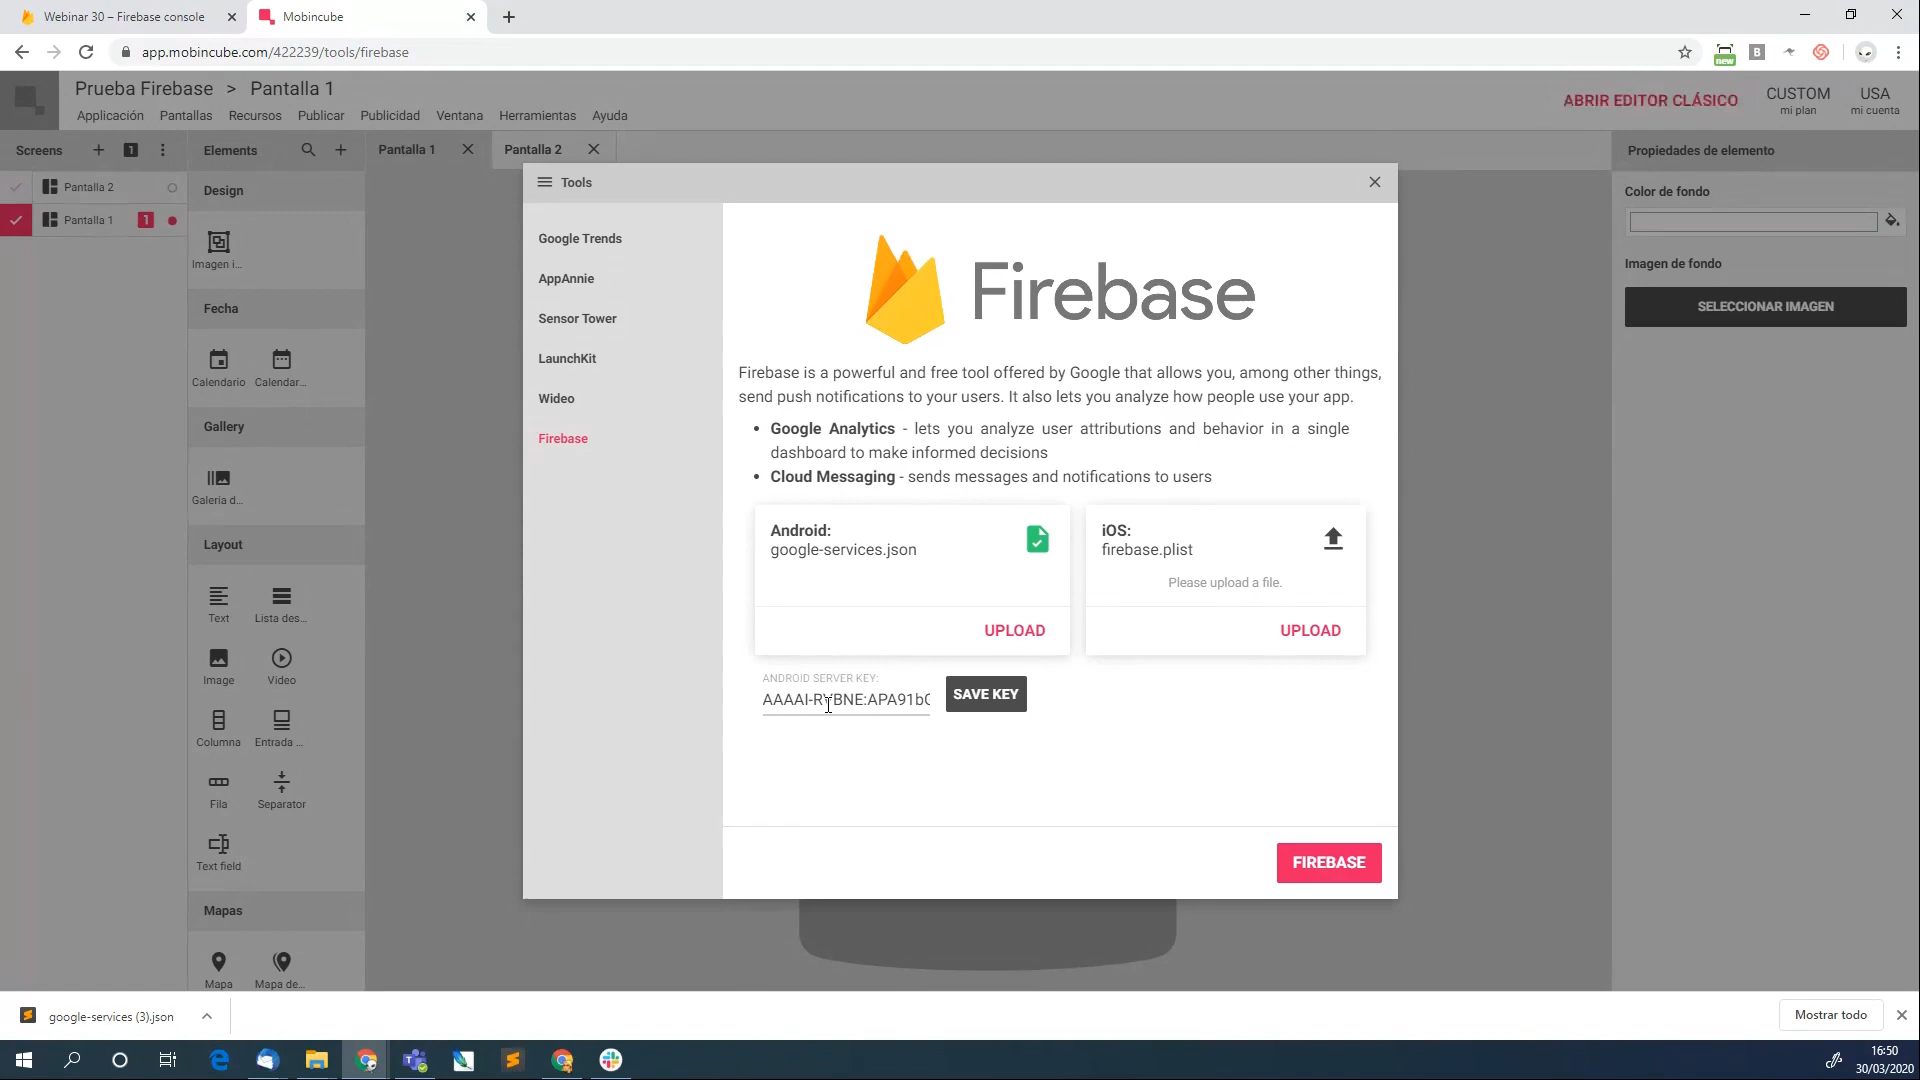 Webinar 30 – Firebase console
Mobincube
app.mobincube.com/422239/tools/firebase
new
B
Prueba Firebase > Pantalla 1
Aplicación Pantallas Recursos Publicar Publicidad Ventana Herramientas Ayuda
ABRIR EDITOR CLÁSICO
CUSTOM
mi plan
USA
mi cuenta
Screens
1
Elements
Pantalla 1
Pantalla 2
Propiedades de elemento
Pantalla 2
Pantalla 1
1
Design
Imagen i...
Fecha
Calendario
Calendar...
Gallery
Galería d...
Layout
Text
Lista des...
Image
Video
Columna
Entrada ...
Fila
Separator
Text field
Mapas
Mapa
Mapa de...
Tools
Google Trends
AppAnnie
Sensor Tower
LaunchKit
Wideo
Firebase
Firebase
Firebase is a powerful and free tool offered by Google that allows you, among other things,
send push notifications to your users. It also lets you analyze how people use your app.
• Google Analytics - lets you analyze user attributions and behavior in a single
dashboard to make informed decisions
• Cloud Messaging - sends messages and notifications to users
Android:
google-services.json
UPLOAD
iOS:
firebase.plist
Please upload a file.
UPLOAD
ANDROID SERVER KEY:
SAVE KEY
FIREBASE
Color de fondo
Imagen de fondo
SELECCIONAR IMAGEN
google-services (3).json
Mostrar todo
16:50
30/03/2020